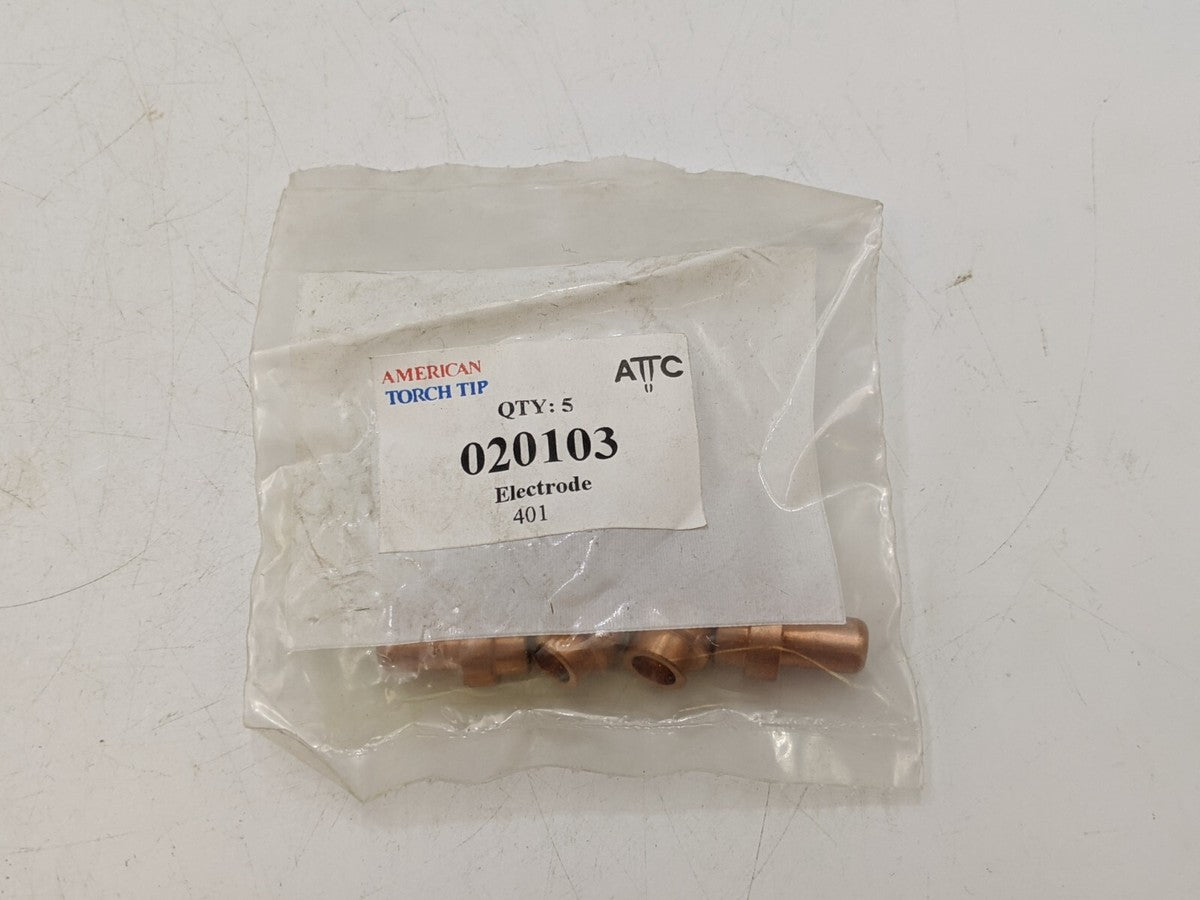 AMERICAN
TORCH TIP
ATTC
QTY: 5
020103
Electrode
401